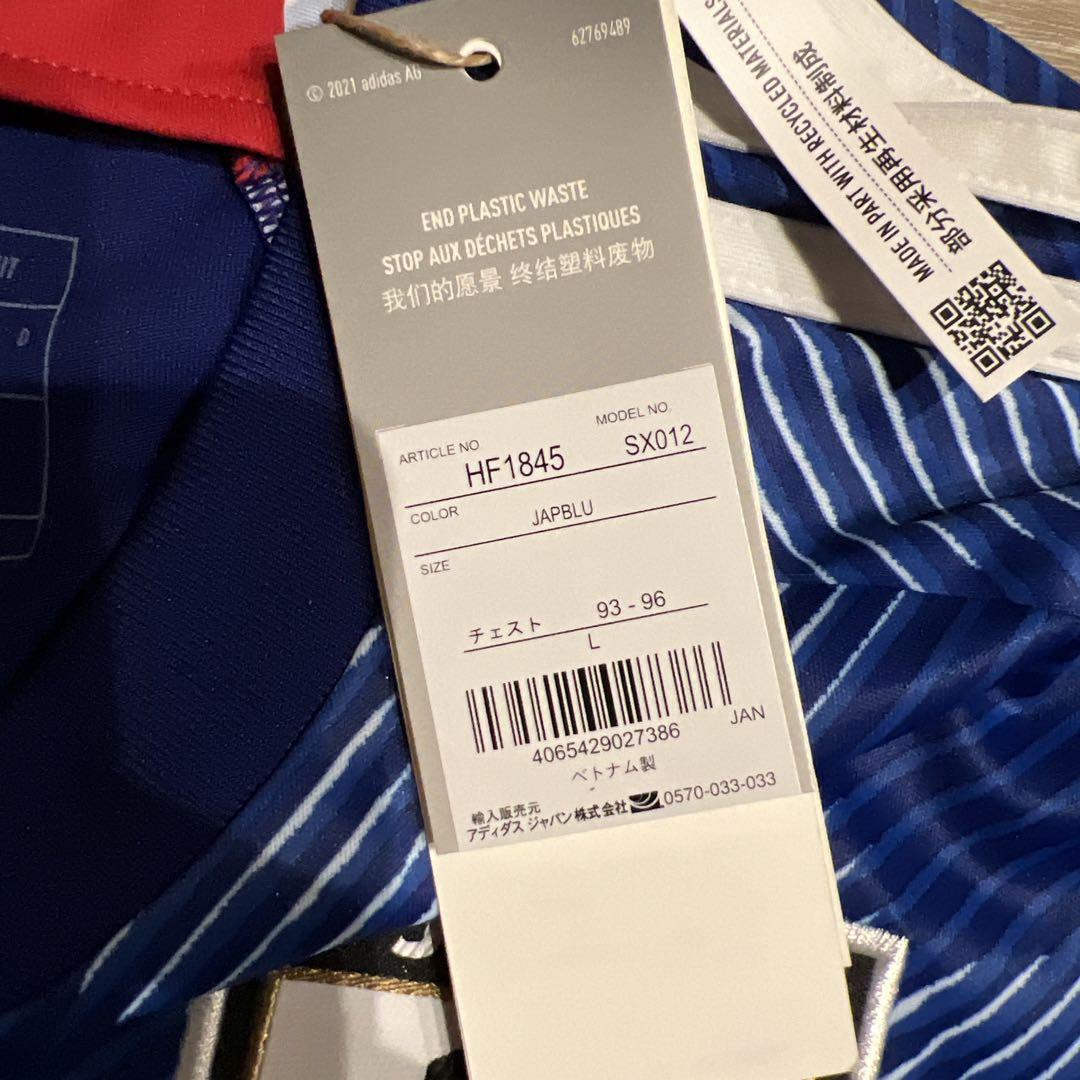 62769489
© 2021 adidas AG
END PLASTIC WASTE
STOP AUX DÉCHETS PLASTIQUES
我们的愿景 终结塑料废物
MADE IN PART WITH RECYCLED MATERIALS
部分采用再生材料制成
ARTICLE NO HF1845 MODEL NO. SX012
COLOR JAPBLU
SIZE
チェスト 93 - 96
L
4065429027386 JAN
ベトナム製
輸入販売元
アディダス ジャパン株式会社 0570-033-033